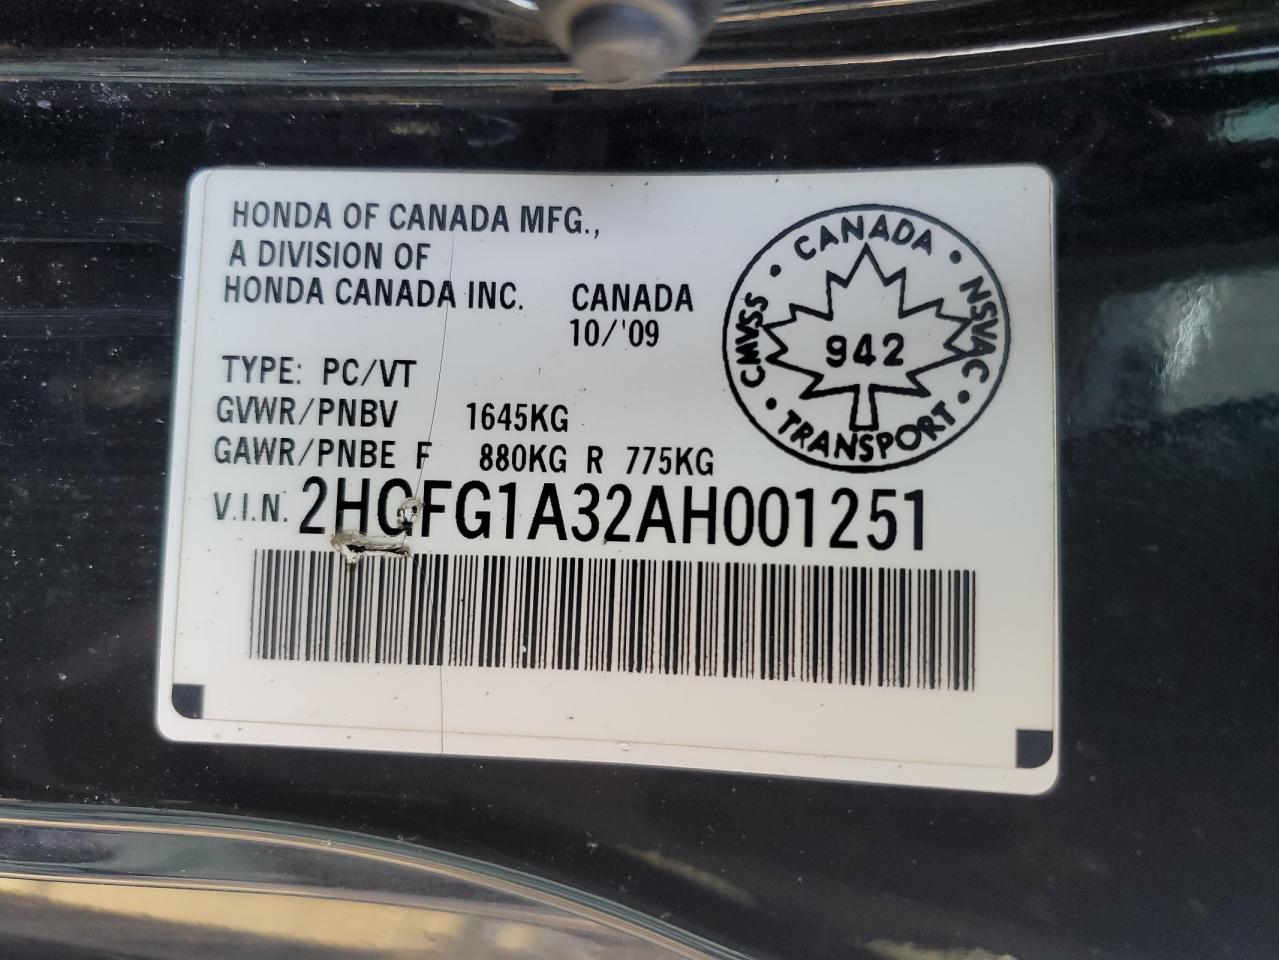 HONDA OF CANADA MFG.,
A DIVISION OF
HONDA CANADA INC. CANADA
10/'09
TYPE: PC/VT
GVWR/PNBV 1645KG
GAWR/PNBE F 880KG R 775KG
V.I.N. 2HGFG1A32AH001251
CANADA
CMVSS
942
NSVAC
TRANSPORT